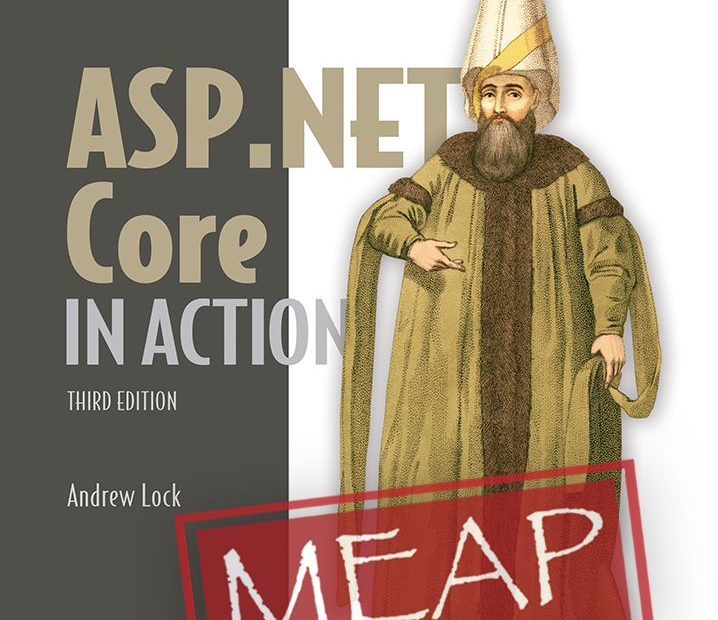 ASP.NET
Core
IN ACTION
THIRD EDITION
Andrew Lock
MEAP